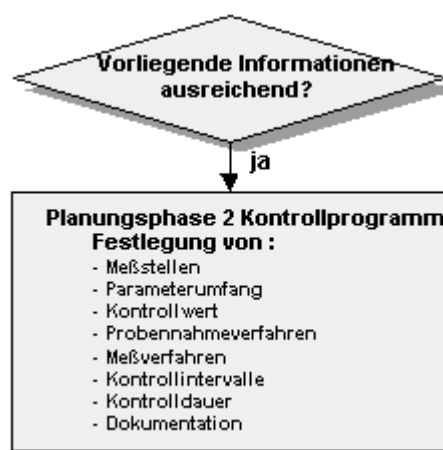 Vorliegende Informationen
ausreichend?
ja
Planungsphase 2 Kontrollprogramm
Festlegung von :
- Meßstellen
- Parameterumfang
- Kontrollwert
- Probennahmeverfahren
- Meßverfahren
- Kontrollintervalle
- Kontrolldauer
- Dokumentation